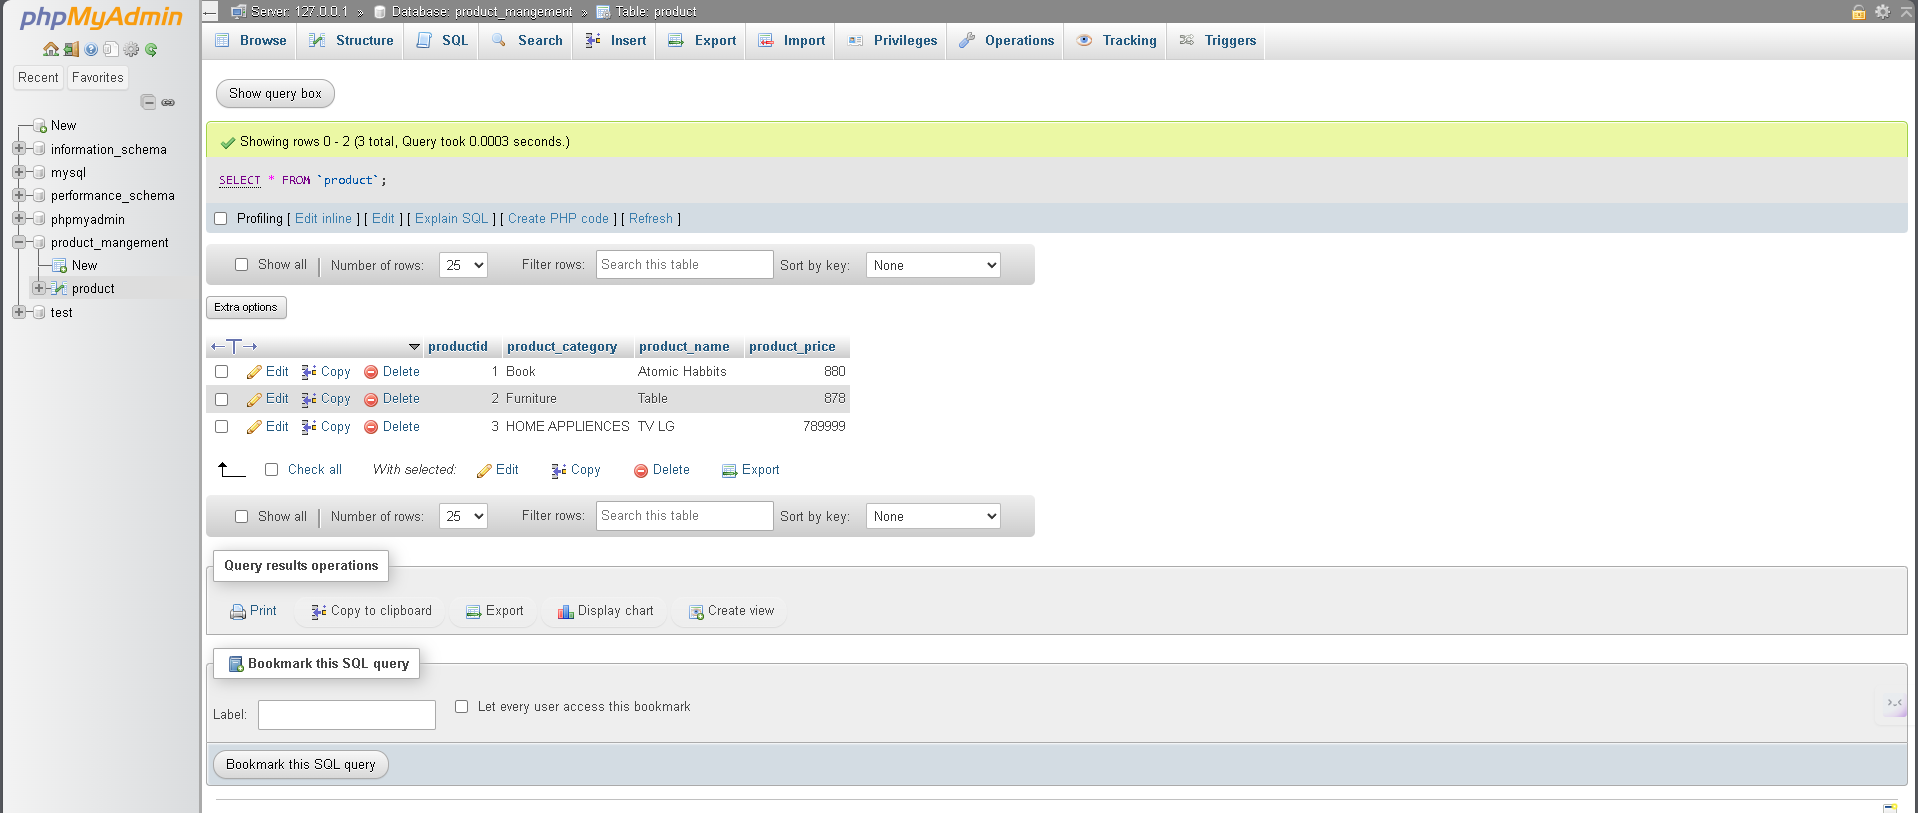 phpMyAdmin
Recent Favorites
New
information_schema
mysql
performance_schema
phpmyadmin
product_mangement
New
product
test
Server: 127.0.0.1 » Database: product_mangement » Table: product
Browse Structure SQL Search Insert Export Import Privileges Operations Tracking Triggers
Show query box
Showing rows 0 - 2 (3 total, Query took 0.0003 seconds.)
SELECT * FROM `product`;
Profiling [ Edit inline ] [ Edit ] [ Explain SQL ] [ Create PHP code ] [ Refresh ]
Show all | Number of rows: 25 Filter rows: Search this table Sort by key: None
Extra options
productid product_category product_name product_price
Edit Copy Delete 1 Book Atomic Habbits 880
Edit Copy Delete 2 Furniture Table 878
Edit Copy Delete 3 HOME APPLIENCES TV LG 789999
Check all With selected: Edit Copy Delete Export
Show all | Number of rows: 25 Filter rows: Search this table Sort by key: None
Query results operations
Print Copy to clipboard Export Display chart Create view
Bookmark this SQL query
Label: Let every user access this bookmark
Bookmark this SQL query